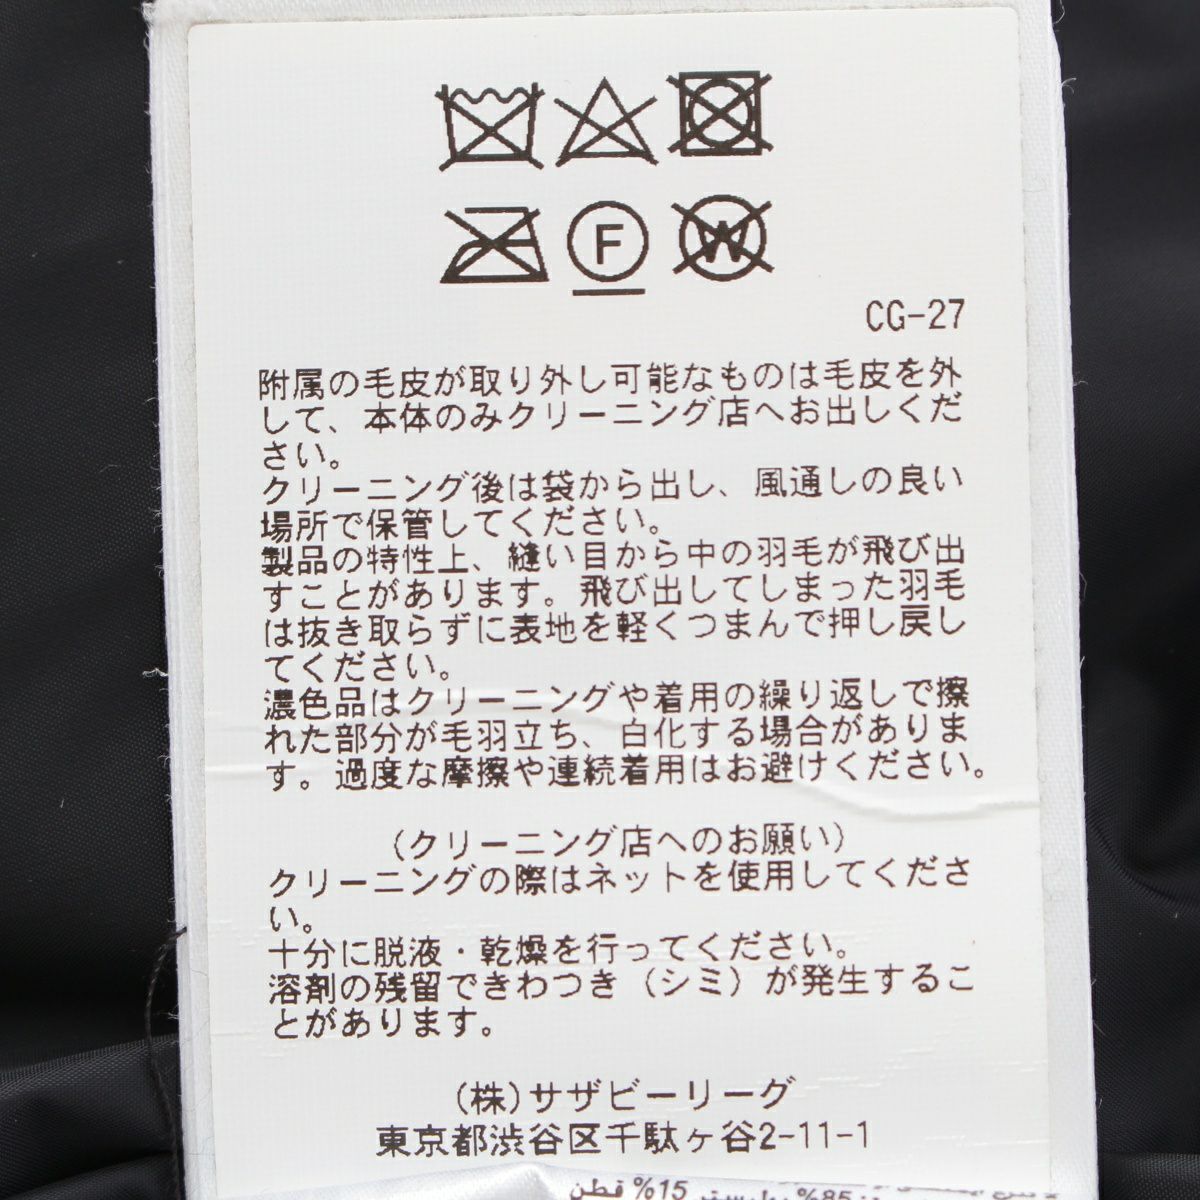 F
W
CG-27
附属の毛皮が取り外し可能なものは毛皮を外
して、本体のみクリーニング店へお出しくだ
さい。
クリーニング後は袋から出し、風通しの良い
場所で保管してください。
製品の特性上、縫い目から中の羽毛が飛び出
すことがあります。飛び出してしまった羽毛
は抜き取らずに表地を軽くつまんで押し戻し
てください。
濃色品はクリーニングや着用の繰り返しで擦
れた部分が毛羽立ち、白化する場合がありま
す。過度な摩擦や連続着用はお避けください。
(クリーニング店へのお願い)
クリーニングの際はネットを使用してくださ
い。
十分に脱液・乾燥を行ってください。
溶剤の残留できわつき(シミ)が発生するこ
とがあります。
(株)サザビーリーグ
東京都渋谷区千駄ヶ谷2-11-1
15% قطن